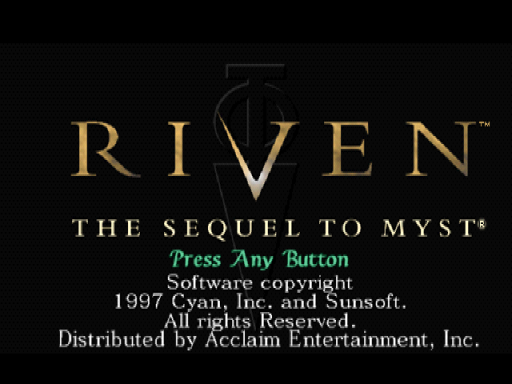 RIVEN™
THE SEQUEL TO MYST®
Press Any Button
Software copyright
1997 Cyan, Inc. and Sunsoft.
All rights Reserved.
Distributed by Acclaim Entertainment, Inc.